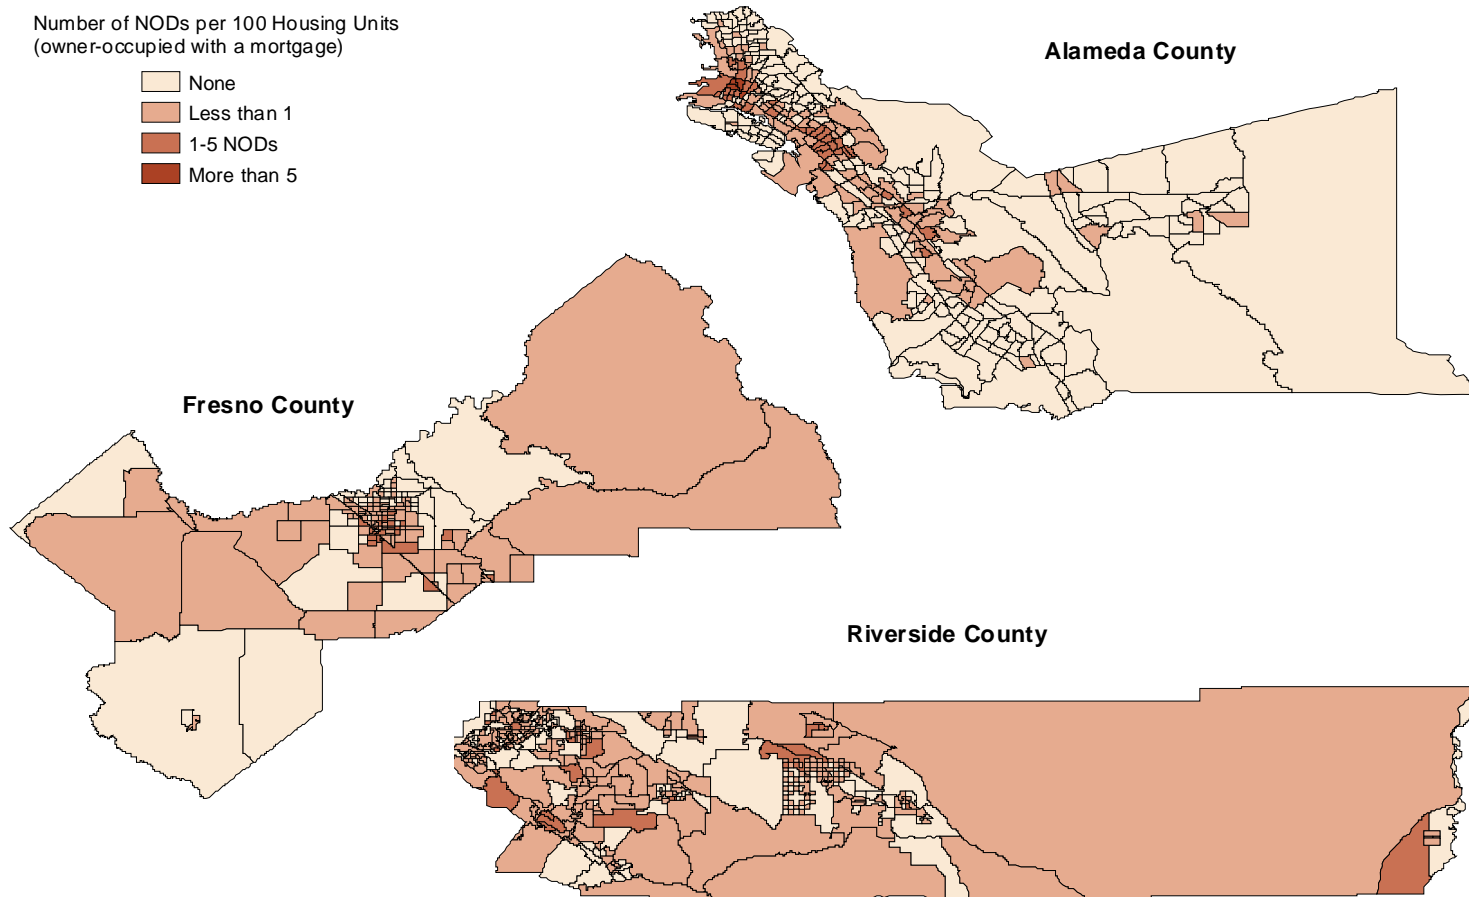 Number of NODs per 100 Housing Units
(owner-occupied with a mortgage)
None
Less than 1
1-5 NODs
More than 5
Alameda County
Fresno County
Riverside County